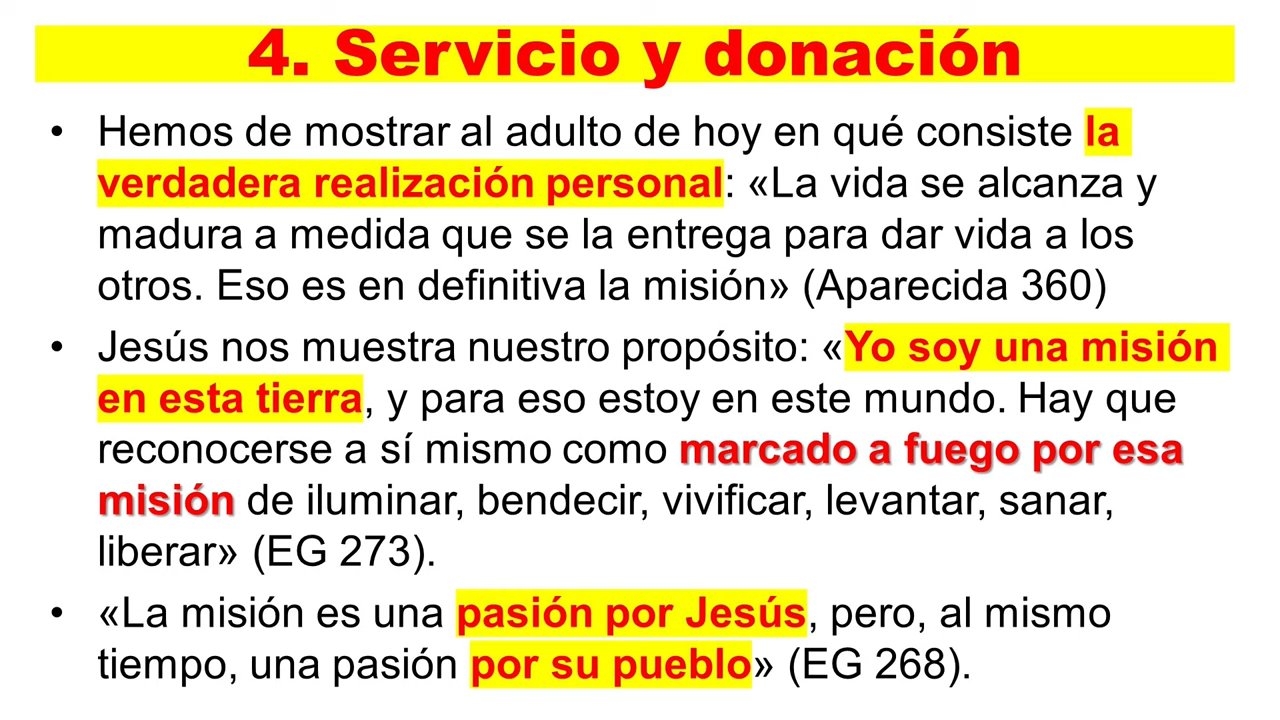 4. Servicio y donación
• Hemos de mostrar al adulto de hoy en qué consiste la
verdadera realización personal: «La vida se alcanza y
madura a medida que se la entrega para dar vida a los
otros. Eso es en definitiva la misión» (Aparecida 360)
• Jesús nos muestra nuestro propósito: «Yo soy una misión
en esta tierra, y para eso estoy en este mundo. Hay que
reconocerse a sí mismo como marcado a fuego por esa
misión de iluminar, bendecir, vivificar, levantar, sanar,
liberar» (EG 273).
• «La misión es una pasión por Jesús, pero, al mismo
tiempo, una pasión por su pueblo» (EG 268).